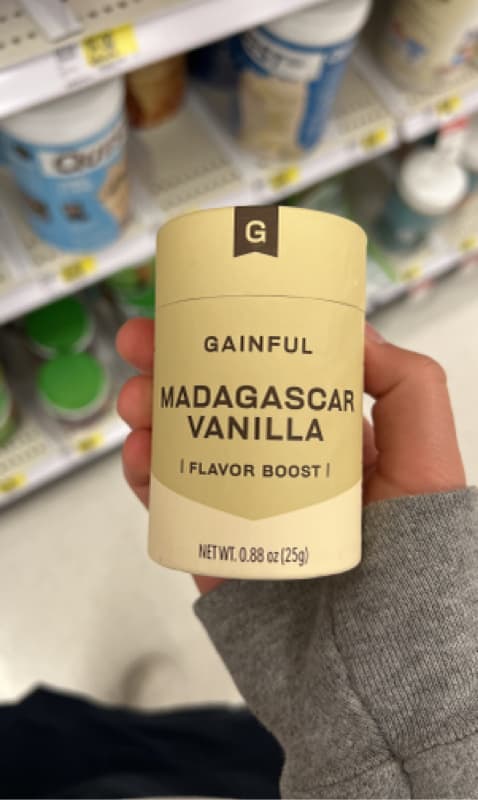 G
GAINFUL
MADAGASCAR
VANILLA
| FLAVOR BOOST |
NET WT. 0.88 oz (25g)